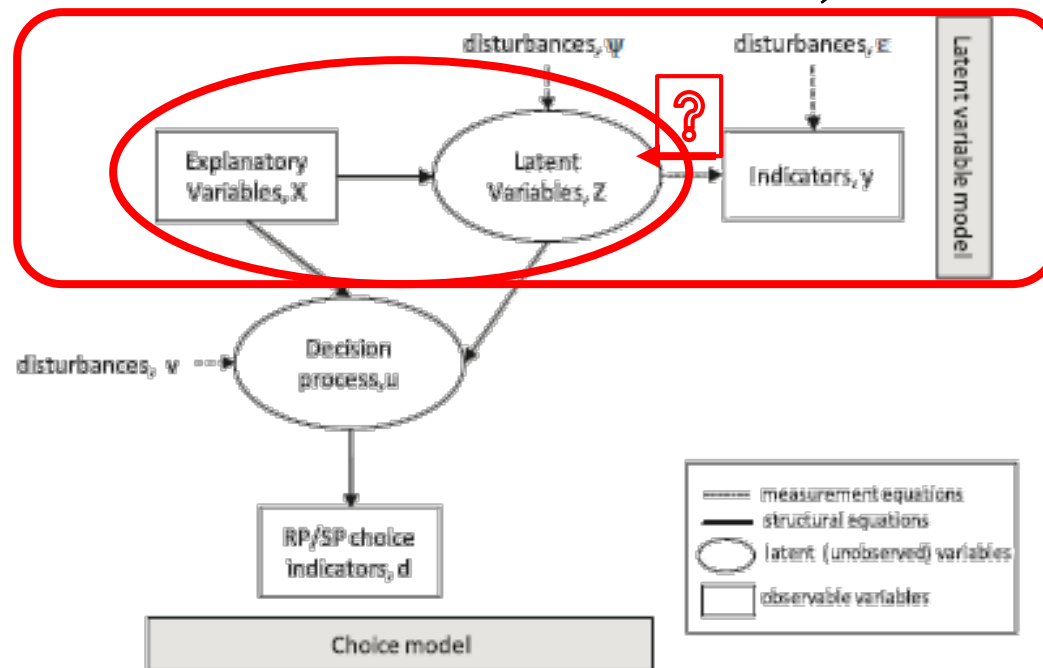 disturbances, ψ
disturbances, ε
?
Latent variable model
Explanatory
Variables, X
Latent
Variables, Z
Indicators, y
Decision
process, u
disturbances, v
RP/SP choice
indicators, d
measurement equations
structural equations
latent (unobserved) variables
observable variables
Choice model